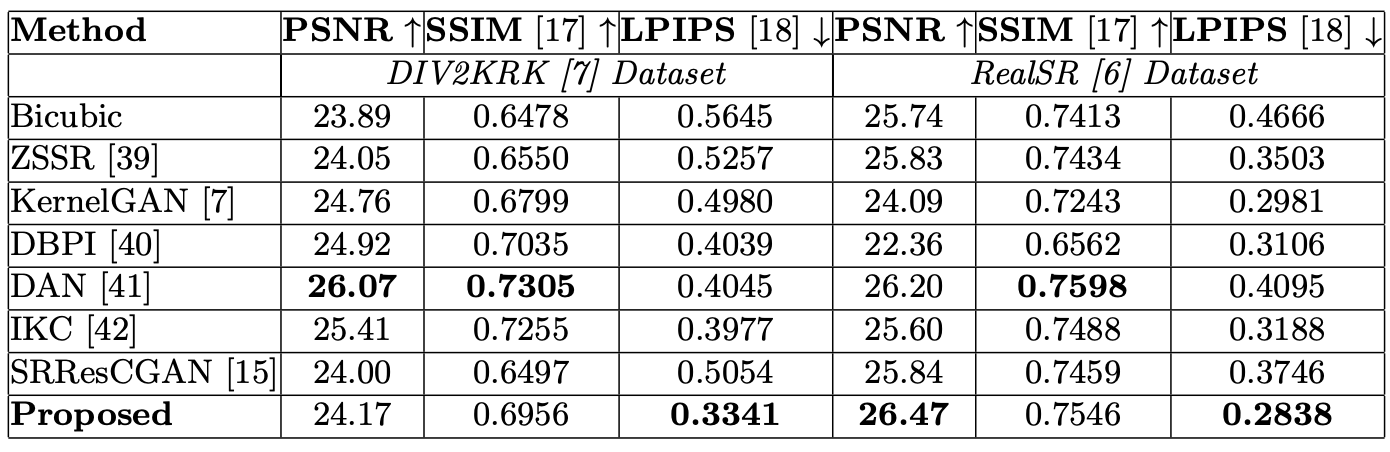 Method PSNR ↑ SSIM [17] ↑ LPIPS [18] ↓ PSNR ↑ SSIM [17] ↑ LPIPS [18] ↓
DIV2KRK [7] Dataset RealSR [6] Dataset
Bicubic 23.89 0.6478 0.5645 25.74 0.7413 0.4666
ZSSR [39] 24.05 0.6550 0.5257 25.83 0.7434 0.3503
KernelGAN [7] 24.76 0.6799 0.4980 24.09 0.7243 0.2981
DBPI [40] 24.92 0.7035 0.4039 22.36 0.6562 0.3106
DAN [41] 26.07 0.7305 0.4045 26.20 0.7598 0.4095
IKC [42] 25.41 0.7255 0.3977 25.60 0.7488 0.3188
SRResCGAN [15] 24.00 0.6497 0.5054 25.84 0.7459 0.3746
Proposed 24.17 0.6956 0.3341 26.47 0.7546 0.2838